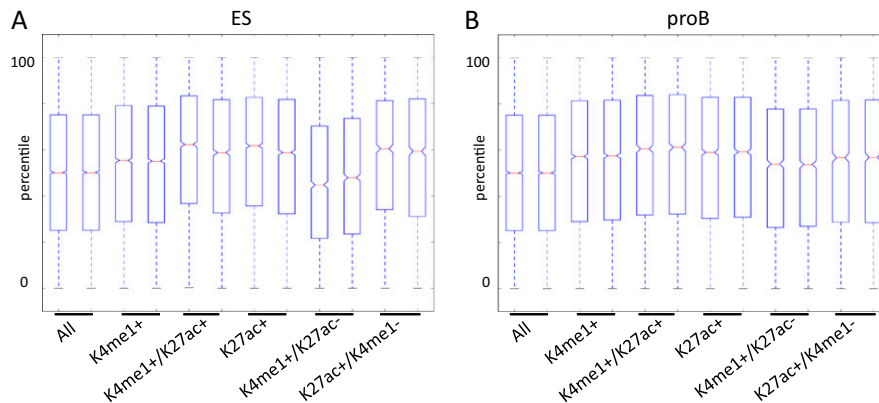 A
ES
100
percentile
0
All
K4me1+
K4me1+/K27ac+
K27ac+
K4me1+/K27ac-
K27ac+/K4me1-
B
proB
100
percentile
0
All
K4me1+
K4me1+/K27ac+
K27ac+
K4me1+/K27ac-
K27ac+/K4me1-